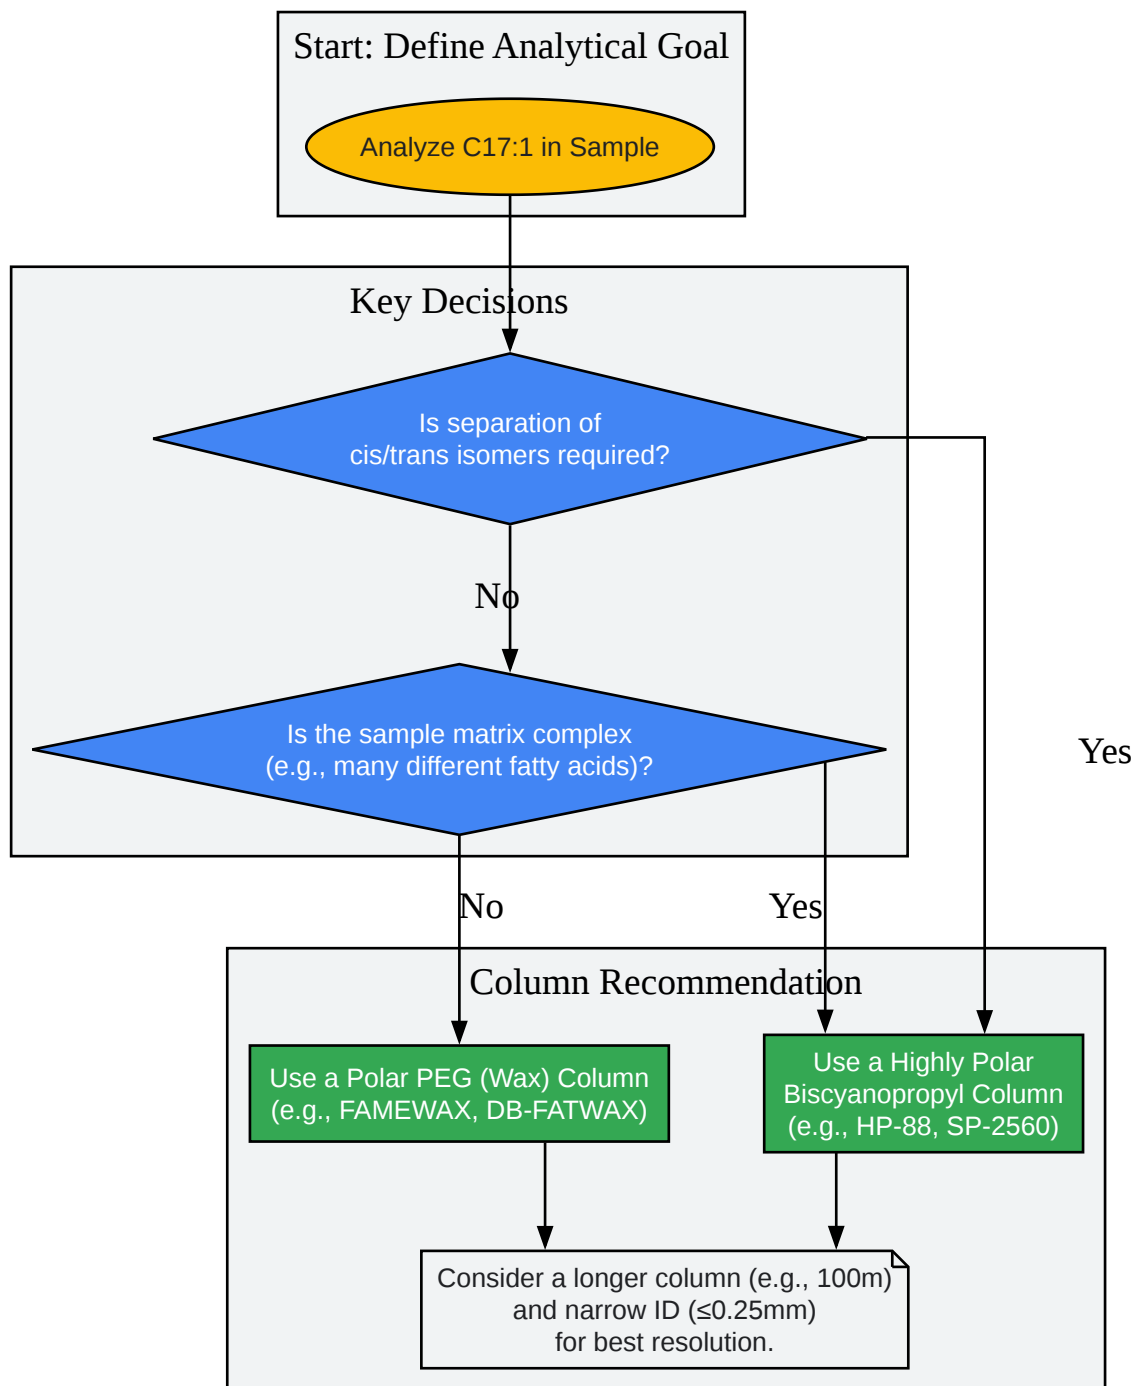 Start: Define Analytical Goal
Analyze C17:1 in Sample
Key Decisions
Is separation of
cis/trans isomers required?
No
Is the sample matrix complex
(e.g., many different fatty acids)?
Yes
No
Yes
Column Recommendation
Use a Polar PEG (Wax) Column
(e.g., FAMEWAX, DB-FATWAX)
Use a Highly Polar
Biscyanopropyl Column
(e.g., HP-88, SP-2560)
Consider a longer column (e.g., 100m)
and narrow ID (≤0.25mm)
for best resolution.